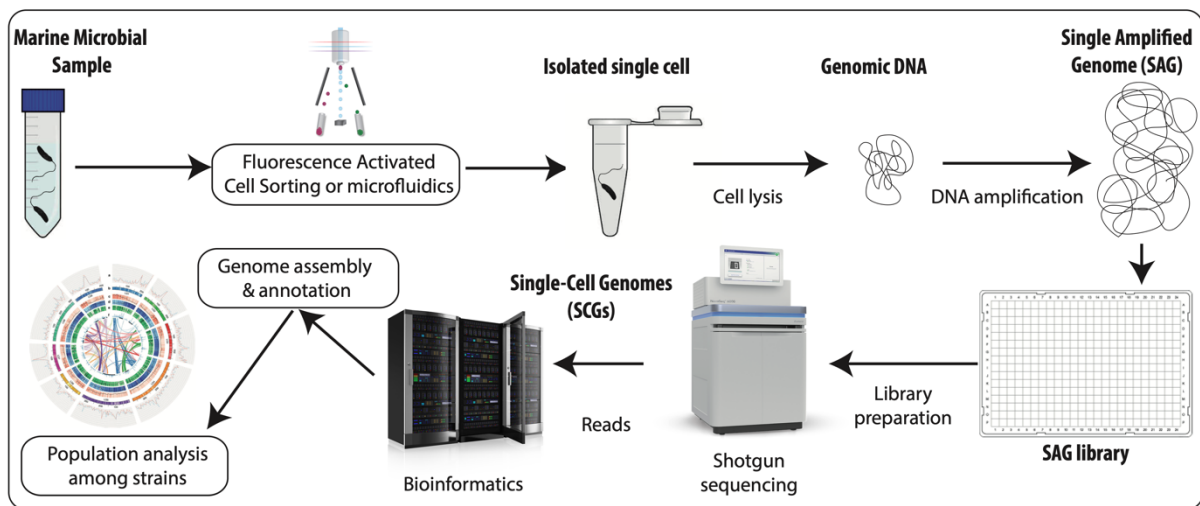 Marine Microbial
Sample
Fluorescence Activated
Cell Sorting or microfluidics
Isolated single cell
Cell lysis
Genomic DNA
DNA amplification
Single Amplified
Genome (SAG)
SAG library
Library
preparation
Shotgun
sequencing
Single-Cell Genomes
(SCGs)
Reads
Bioinformatics
Genome assembly
& annotation
Population analysis
among strains